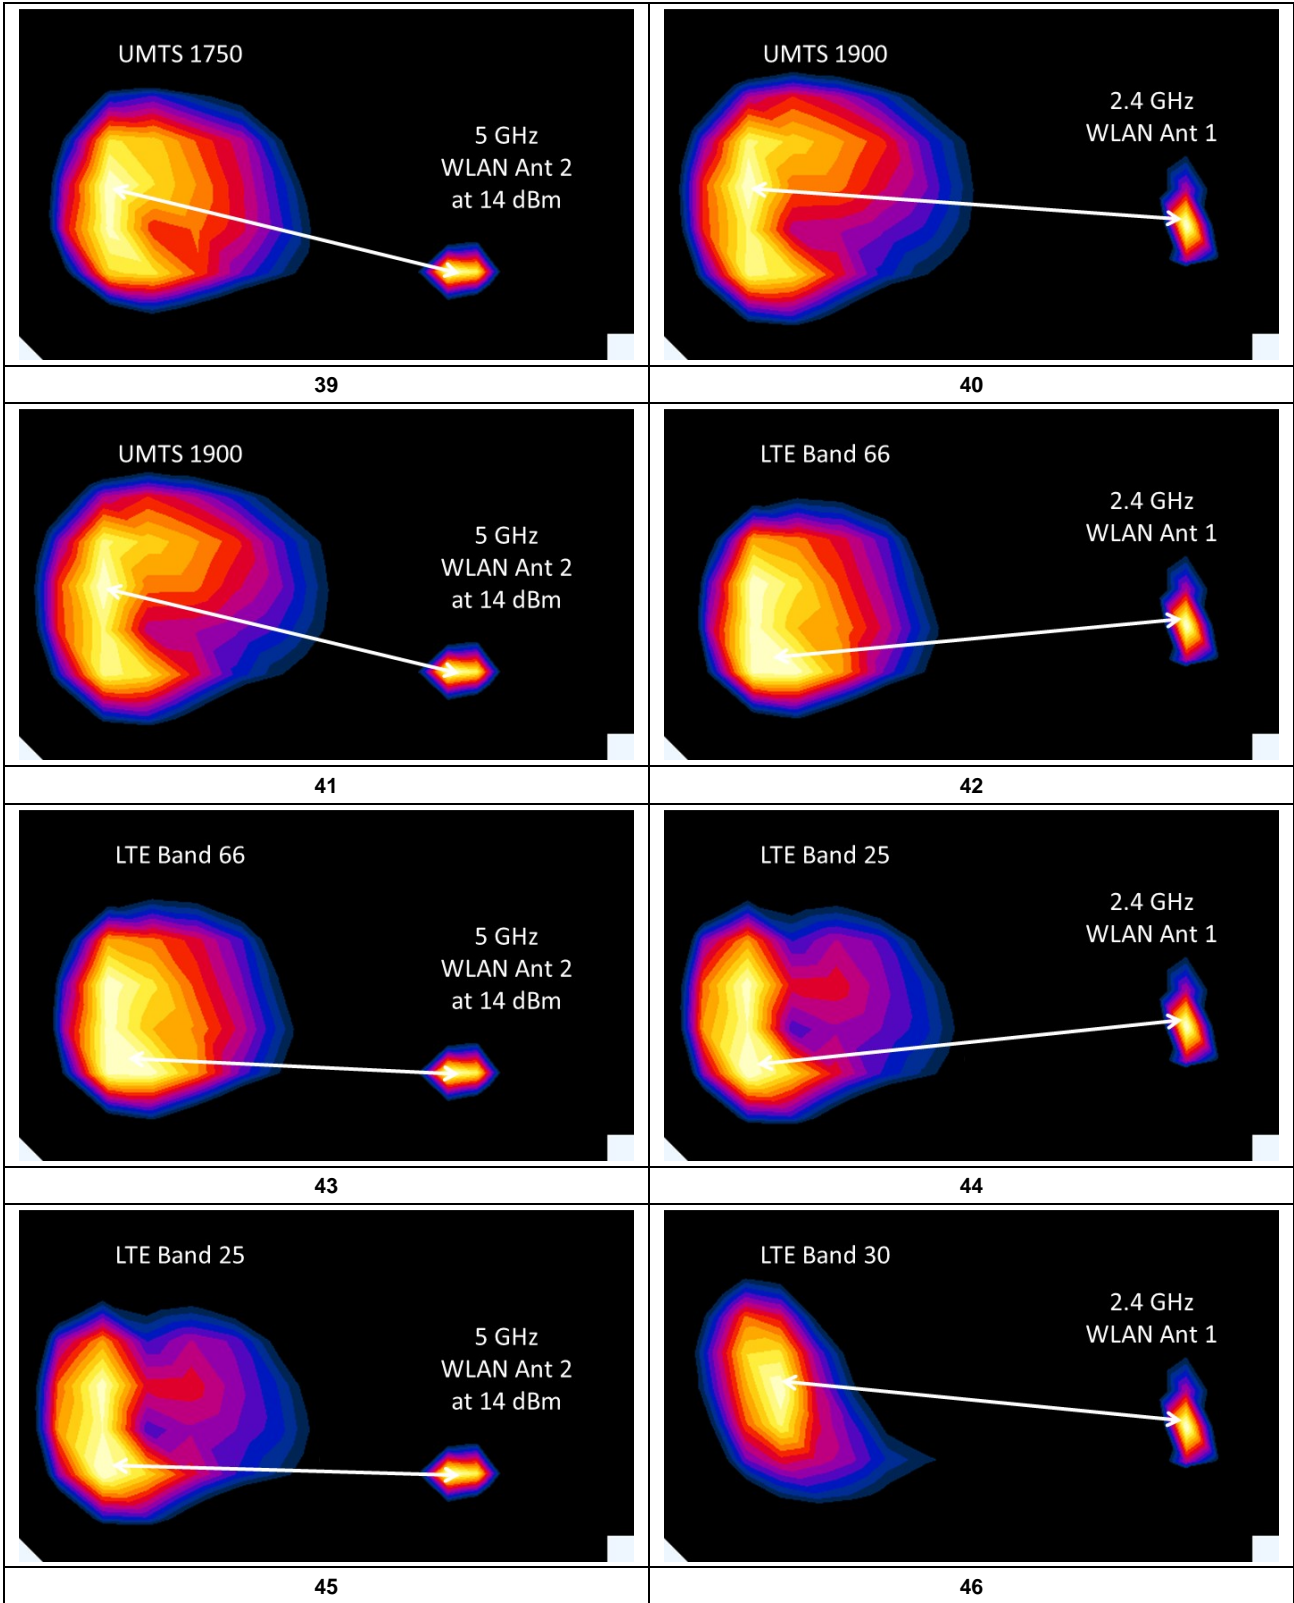 UMTS 1750
5 GHz
WLAN Ant 2
at 14 dBm
UMTS 1900
2.4 GHz
WLAN Ant 1
39
40
UMTS 1900
5 GHz
WLAN Ant 2
at 14 dBm
LTE Band 66
2.4 GHz
WLAN Ant 1
41
42
LTE Band 66
5 GHz
WLAN Ant 2
at 14 dBm
LTE Band 25
2.4 GHz
WLAN Ant 1
43
44
LTE Band 25
5 GHz
WLAN Ant 2
at 14 dBm
LTE Band 30
2.4 GHz
WLAN Ant 1
45
46